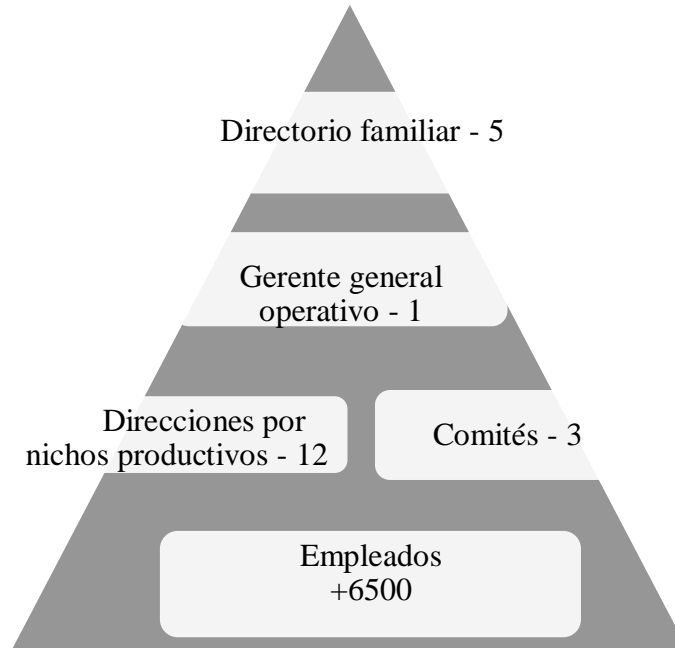 Directorio familiar - 5
Gerente general
operativo - 1
Direcciones por
nichos productivos - 12
Comités - 3
Empleados
+6500